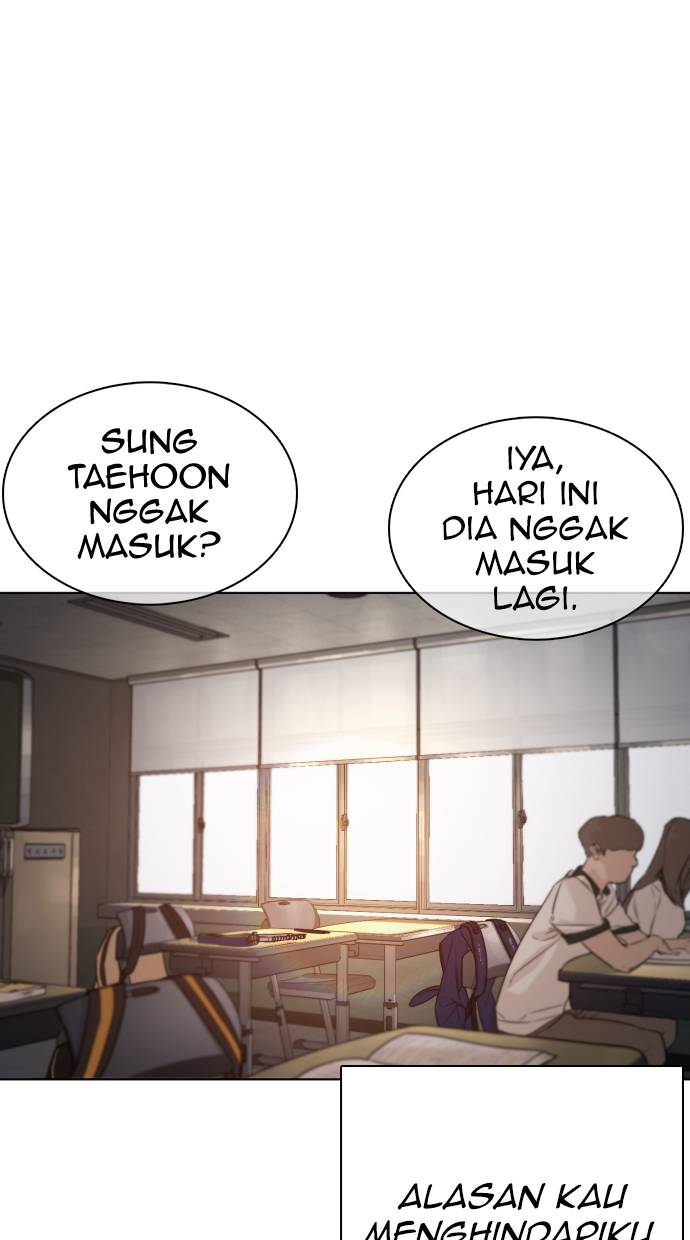 SUNG
TAEHOON
NGGAK
MASUK?
IYA,
HARI INI
DIA NGGAK
MASUK
LAGI.
ALASAN KAU
MENGHINDARIKU